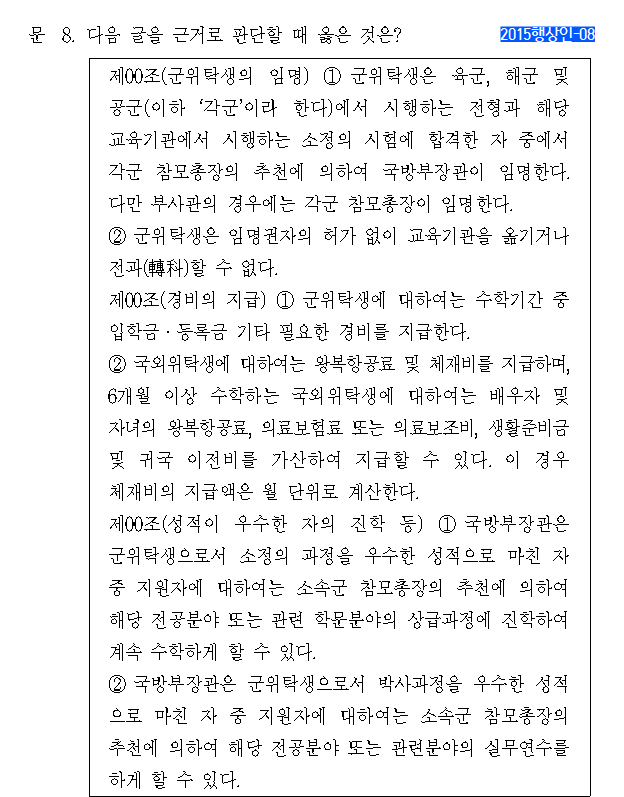 문 8. 다음 글을 근거로 판단할 때 옳은 것은?
2015행상인-08
제00조(군위탁생의 임명) ① 군위탁생은 육군, 해군 및
공군(이하 ‘각군’이라 한다)에서 시행하는 전형과 해당
교육기관에서 시행하는 소정의 시험에 합격한 자 중에서
각군 참모총장의 추천에 의하여 국방부장관이 임명한다.
다만 부사관의 경우에는 각군 참모총장이 임명한다.
② 군위탁생은 임명권자의 허가 없이 교육기관을 옮기거나
전과(轉科)할 수 없다.
제00조(경비의 지급) ① 군위탁생에 대하여는 수학기간 중
입학금·등록금 기타 필요한 경비를 지급한다.
② 국외위탁생에 대하여는 왕복항공료 및 체재비를 지급하며,
6개월 이상 수학하는 국외위탁생에 대하여는 배우자 및
자녀의 왕복항공료, 의료보험료 또는 의료보조비, 생활준비금
및 귀국 이전비를 가산하여 지급할 수 있다. 이 경우
체재비의 지급액은 월 단위로 계산한다.
제00조(성적이 우수한 자의 진학 등) ① 국방부장관은
군위탁생으로서 소정의 과정을 우수한 성적으로 마친 자
중 지원자에 대하여는 소속군 참모총장의 추천에 의하여
해당 전공분야 또는 관련 학문분야의 상급과정에 진학하여
계속 수학하게 할 수 있다.
② 국방부장관은 군위탁생으로서 박사과정을 우수한 성적
으로 마친 자 중 지원자에 대하여는 소속군 참모총장의
추천에 의하여 해당 전공분야 또는 관련분야의 실무연수를
하게 할 수 있다.